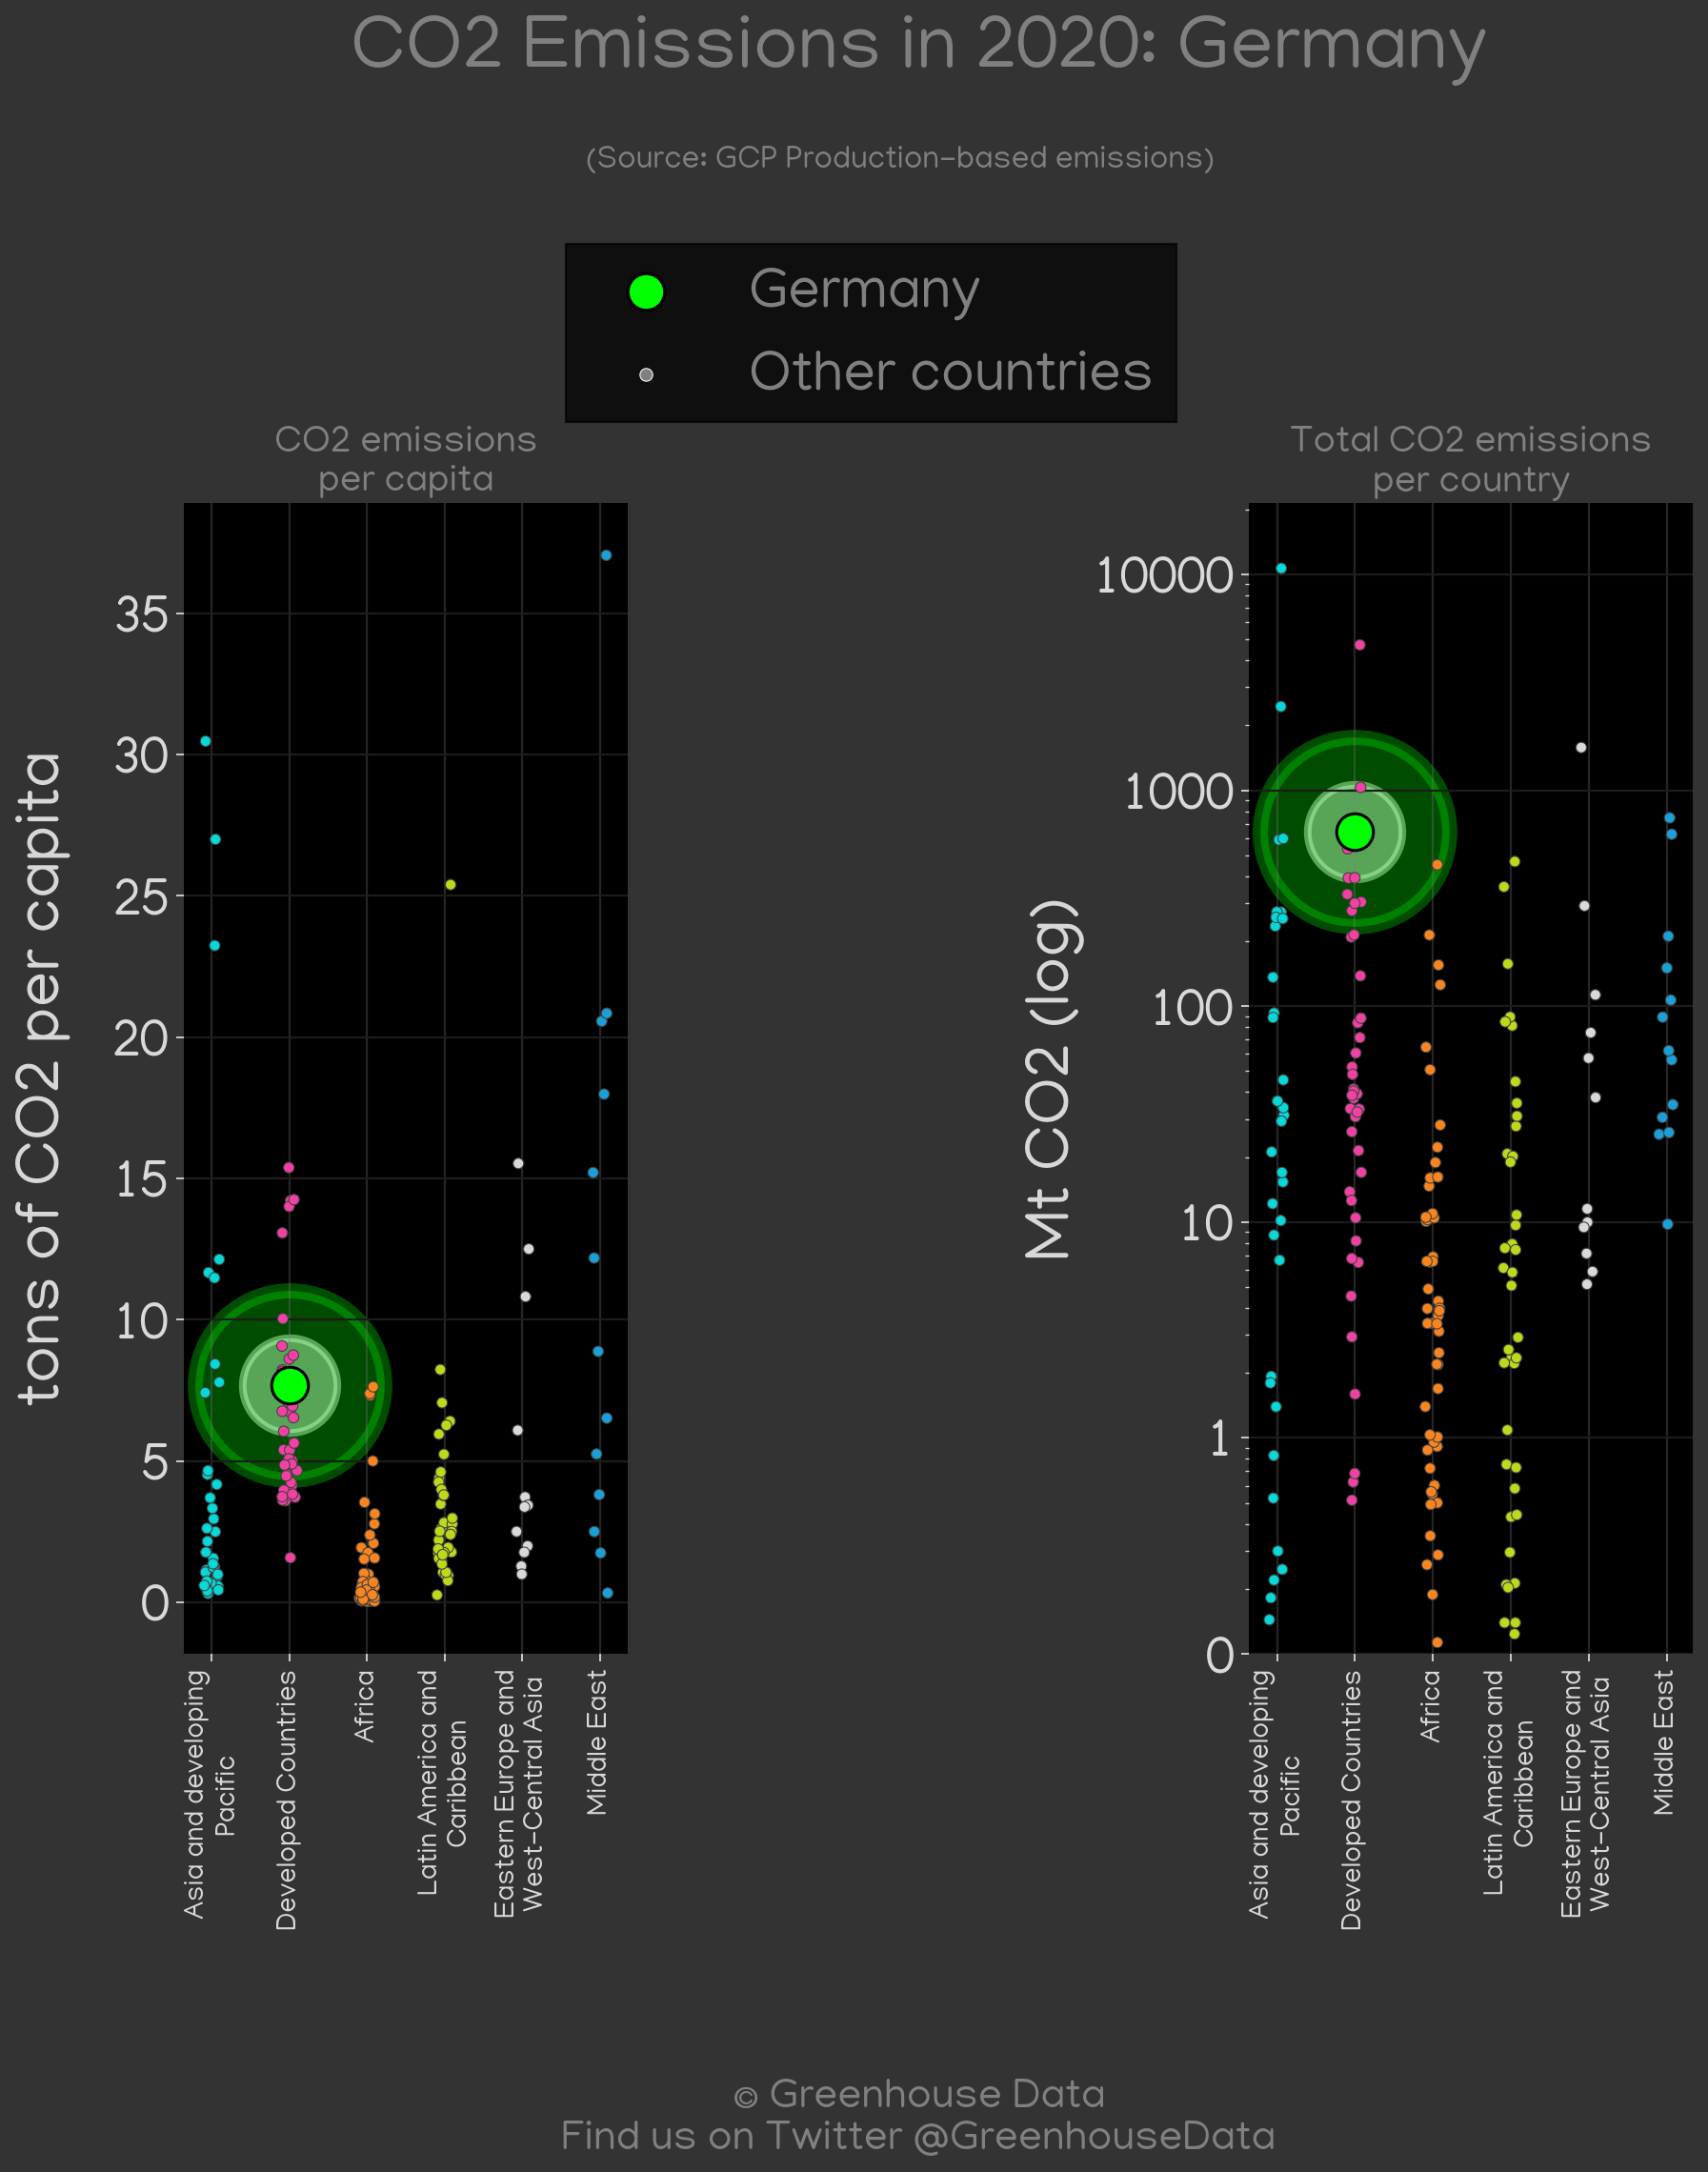 CO2 Emissions in 2020: Germany
(Source: GCP Production-based emissions)
Germany
Other countries
CO2 emissions
per capita
tons of CO2 per capita
35
30
25
20
15
10
5
0
Asia and developing
Pacific
Developed Countries
Africa
Latin America and
Caribbean
Eastern Europe and
West-Central Asia
Middle East
Total CO2 emissions
per country
Mt CO2 (log)
10000
1000
100
10
1
0
Asia and developing
Pacific
Developed Countries
Africa
Latin America and
Caribbean
Eastern Europe and
West-Central Asia
Middle East
© Greenhouse Data
Find us on Twitter @GreenhouseData